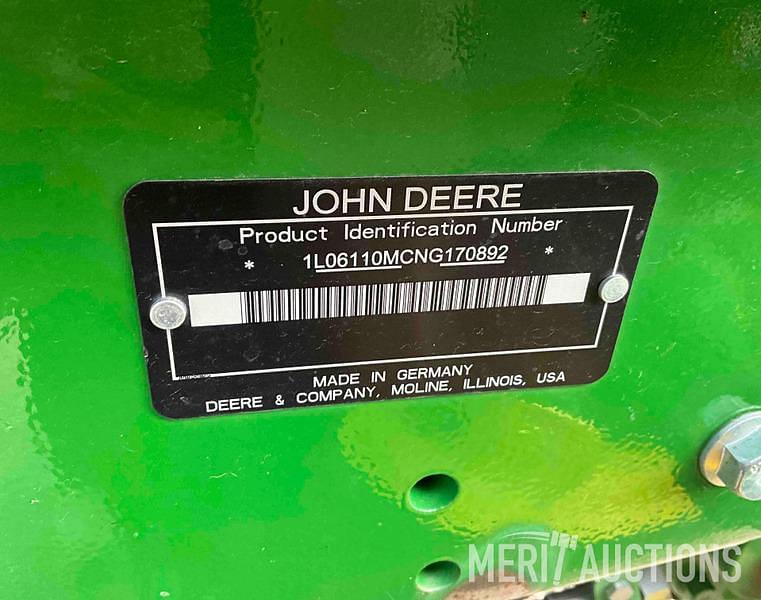 JOHN DEERE
Product Identification Number
* 1L06110MCNG170892 *
MADE IN GERMANY
DEERE & COMPANY, MOLINE, ILLINOIS, USA
MERIT AUCTIONS